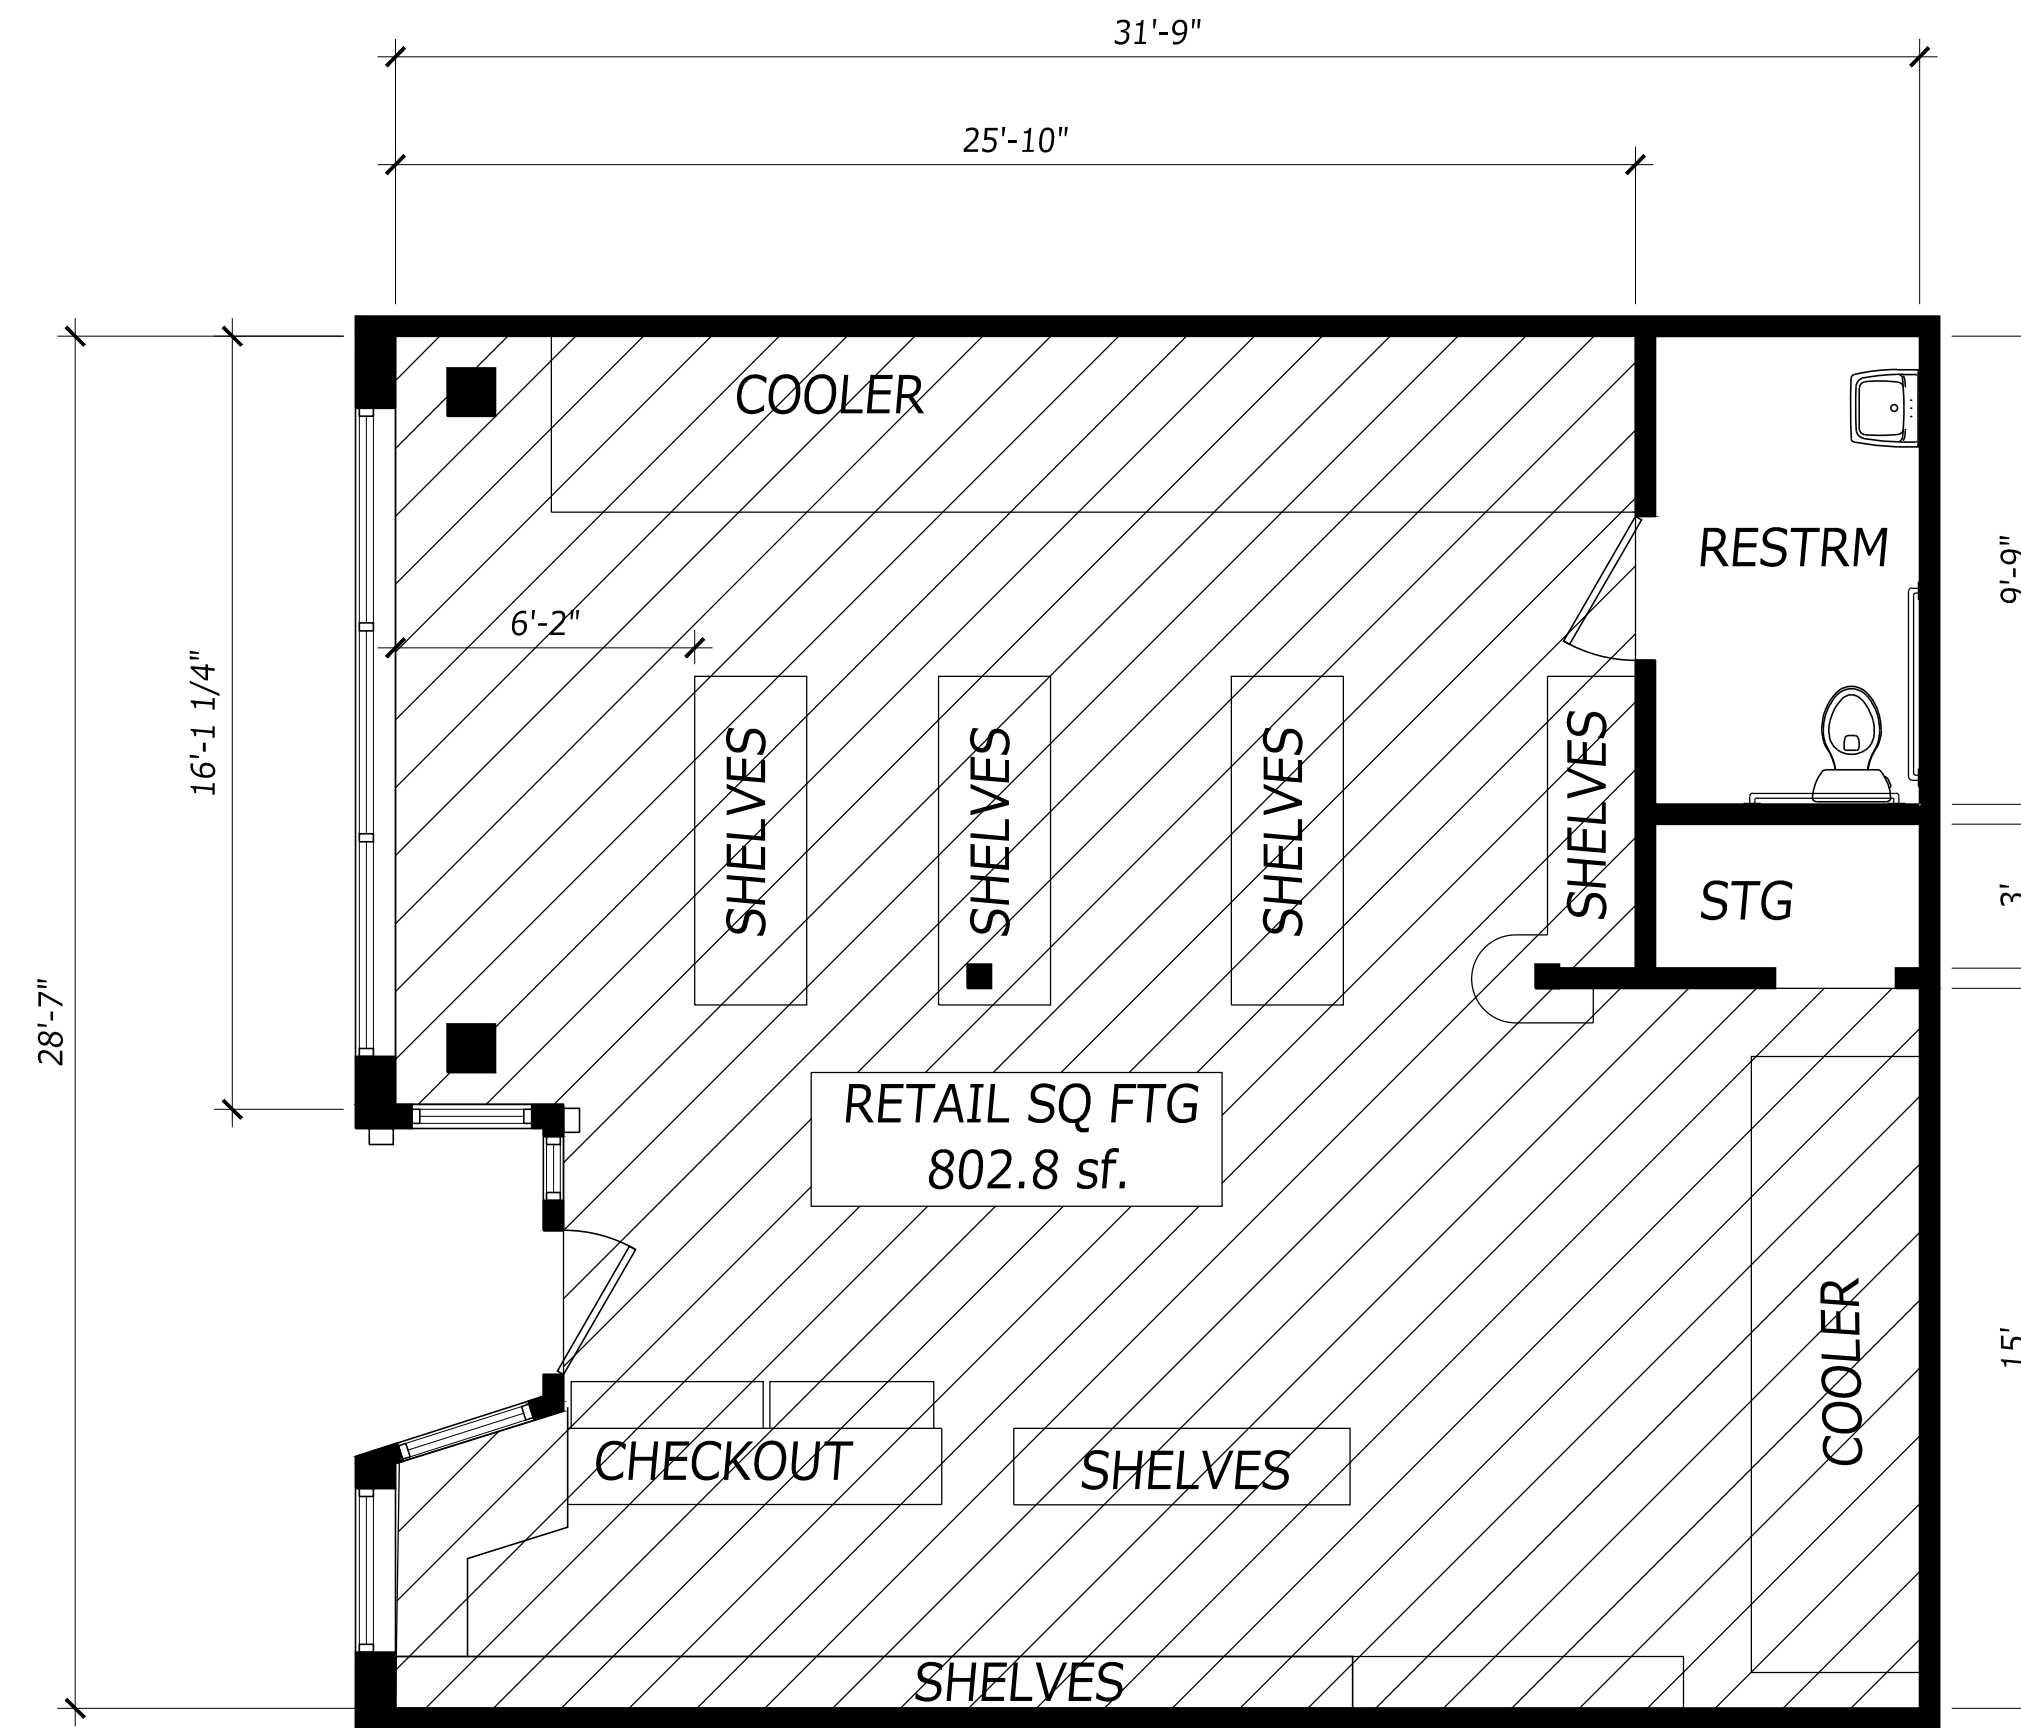 31'-9"
25'-10"
COOLER
RESTRM
9'-9"
6'-2"
16'-1 1/4"
SHELVES
SHELVES
SHELVES
SHELVES
STG
3'
28'-7"
RETAIL SQ FTG
802.8 sf.
COOLER
15'
CHECKOUT
SHELVES
SHELVES